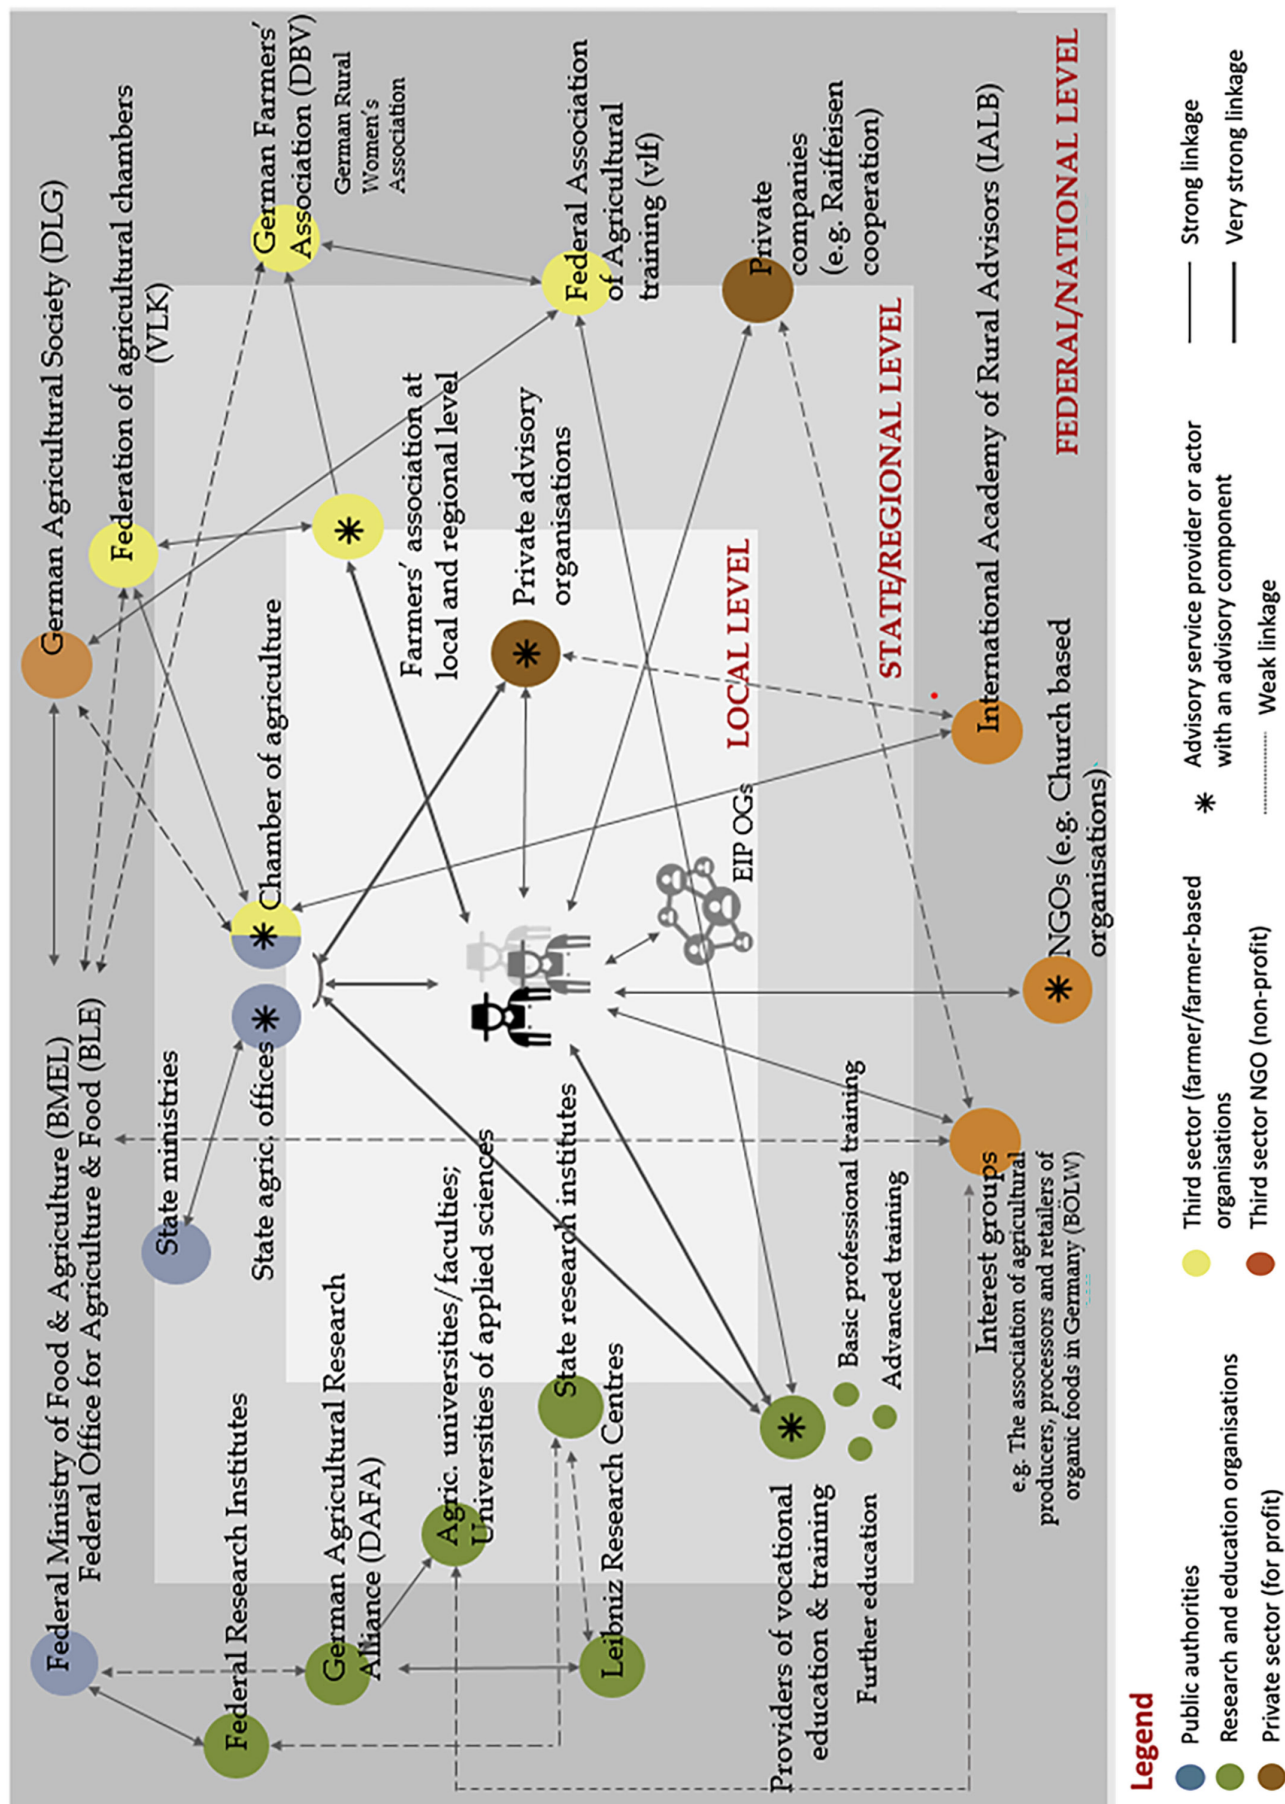 Federal Ministry of Food & Agriculture (BMEL)
Federal Office for Agriculture & Food (BLE)
German Agricultural Society (DLG)
Federation of agricultural chambers
(VLK)
State ministries
Chamber of agriculture
State agric. offices
German Farmers'
Association (DBV)
German Rural
Women's
Association
Federal Research Institutes
German Agricultural Research
Alliance (DAFA)
Farmers' association at
local and regional level
Agric. universities/faculties;
Universities of applied sciences
Private advisory
organisations
State research institutes
Federal Association
of Agricultural
training (vlf)
Leibniz Research Centres
EIP OGs
LOCAL LEVEL
Private
companies
(e.g. Raiffeisen
cooperation)
Providers of vocational
education & training
Further education
Basic professional training
Advanced training
STATE/REGIONAL LEVEL
Interest groups
e.g. The association of agricultural
producers, processors and retailers of
organic foods in Germany (BÖLW)
International Academy of Rural Advisors (IALB)
NGOs (e.g. Church based
organisations)
FEDERAL/NATIONAL LEVEL
Legend
Public authorities
Research and education organisations
Private sector (for profit)
Third sector (farmer/farmer-based
organisations
Third sector NGO (non-profit)
Advisory service provider or actor
with an advisory component
Weak linkage
Strong linkage
Very strong linkage